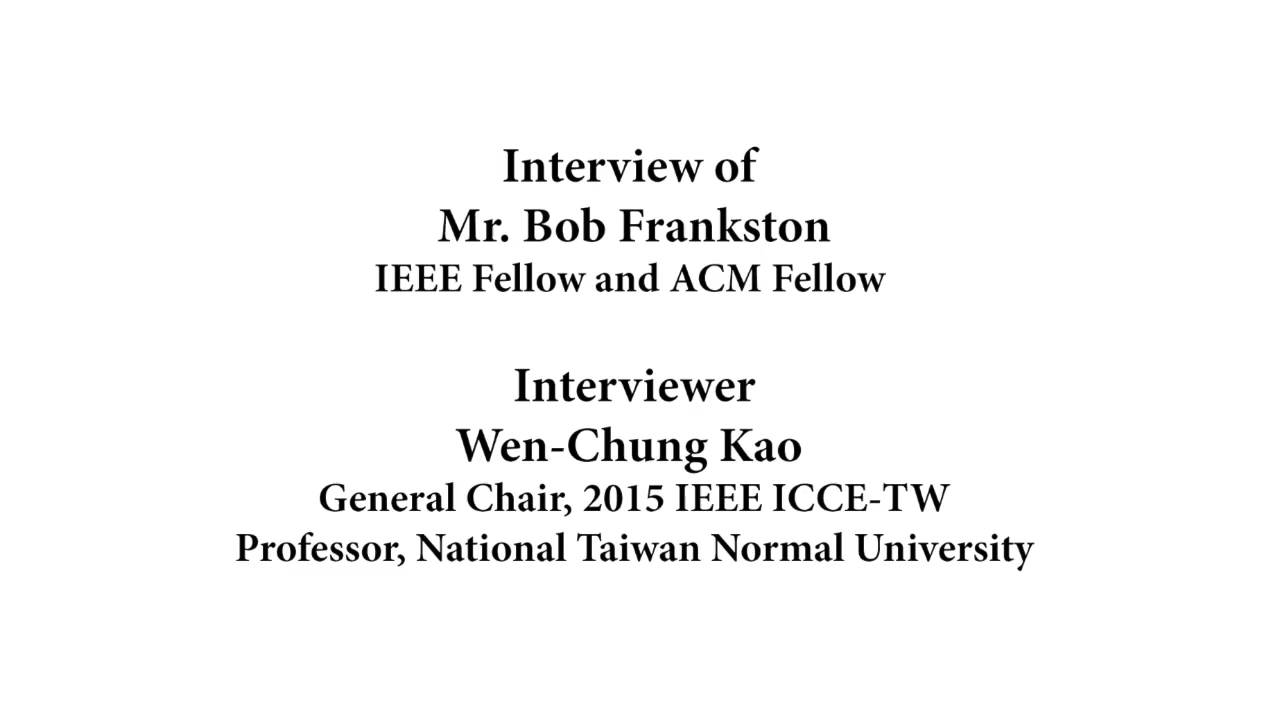 Interview of
Mr. Bob Frankston
IEEE Fellow and ACM Fellow
Interviewer
Wen-Chung Kao
General Chair, 2015 IEEE ICCE-TW
Professor, National Taiwan Normal University